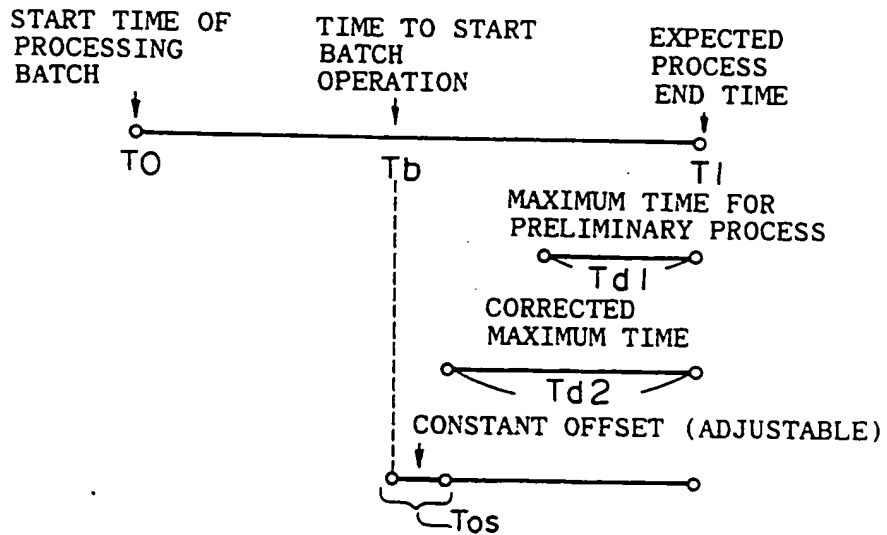 START TIME OF
PROCESSING
BATCH
TIME TO START
BATCH
OPERATION
EXPECTED
PROCESS
END TIME
T0
Tb
T1
MAXIMUM TIME FOR
PRELIMINARY PROCESS
Td1
CORRECTED
MAXIMUM TIME
Td2
CONSTANT OFFSET (ADJUSTABLE)
Tos